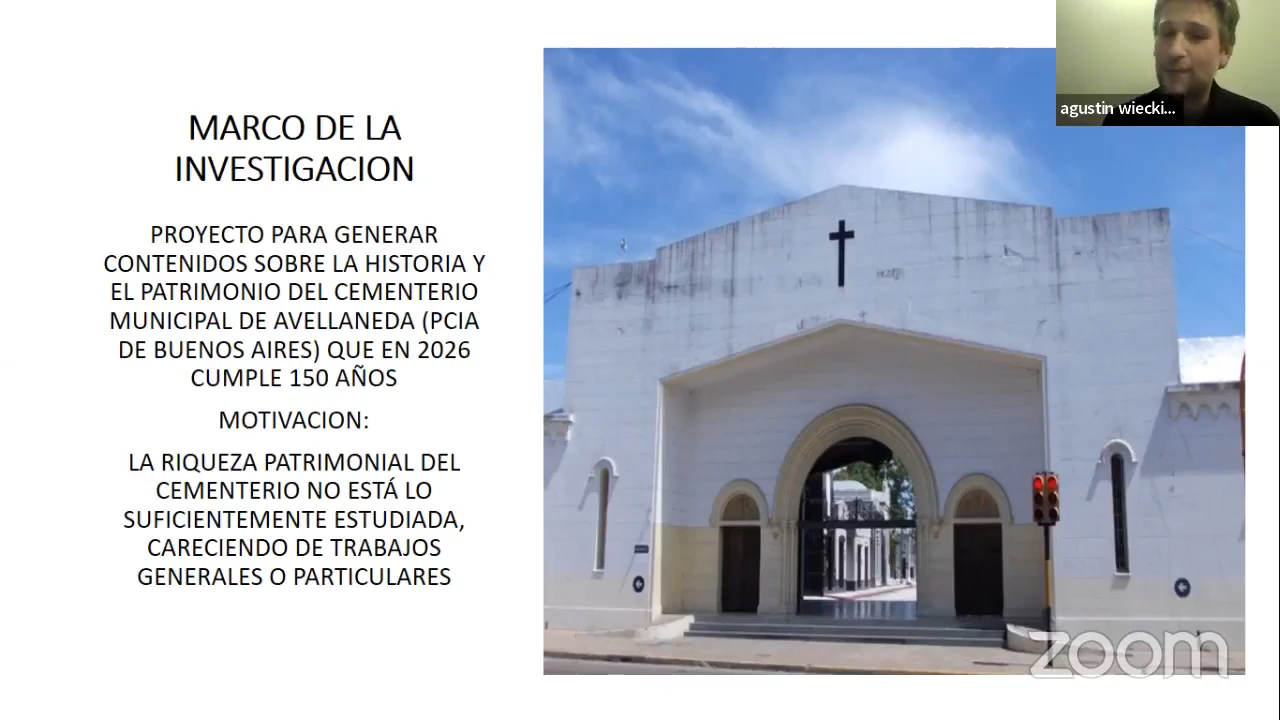 MARCO DE LA
INVESTIGACION
PROYECTO PARA GENERAR
CONTENIDOS SOBRE LA HISTORIA Y
EL PATRIMONIO DEL CEMENTERIO
MUNICIPAL DE AVELLANEDA (PCIA
DE BUENOS AIRES) QUE EN 2026
CUMPLE 150 AÑOS
MOTIVACION:
LA RIQUEZA PATRIMONIAL DEL
CEMENTERIO NO ESTÁ LO
SUFICIENTEMENTE ESTUDIADA,
CARECIENDO DE TRABAJOS
GENERALES O PARTICULARES
agustin wiecki...
zoom